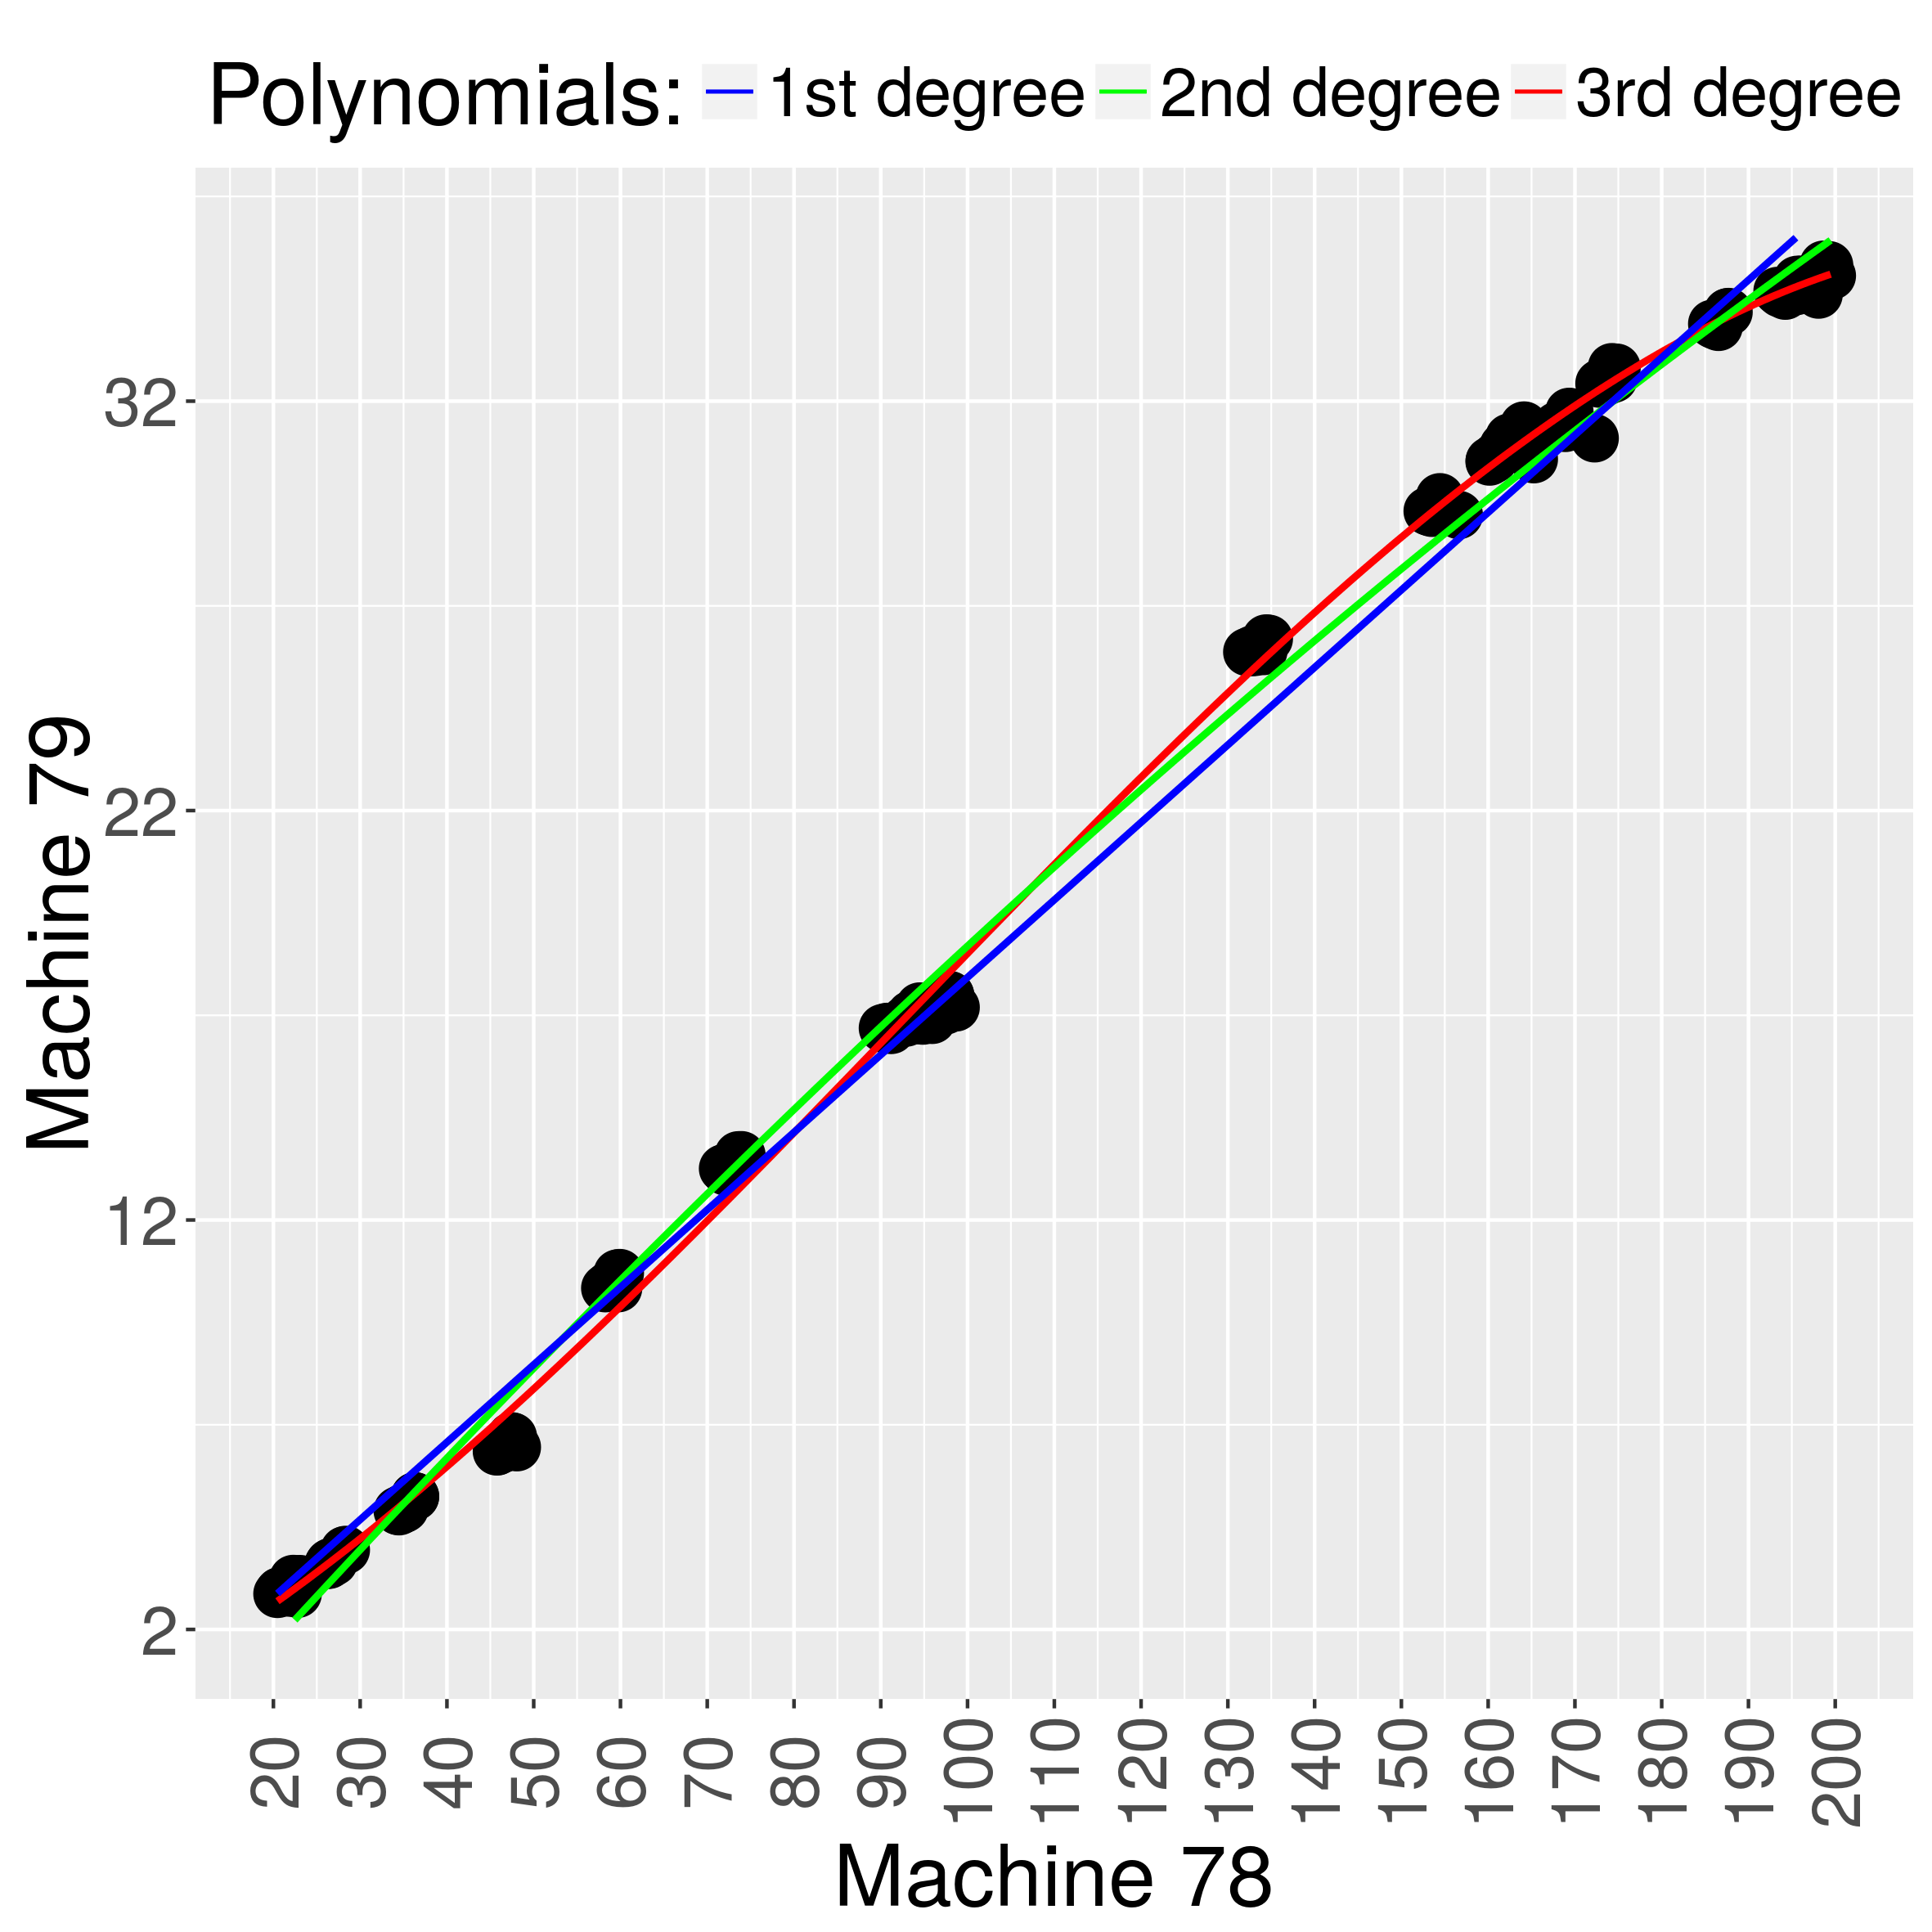 Polynomials: 1st degree 2nd degree 3rd degree
Machine 79
32
22
12
2
20 30 40 50 60 70 80 90 100 110 120 130 140 150 160 170 180 190 200
Machine 78